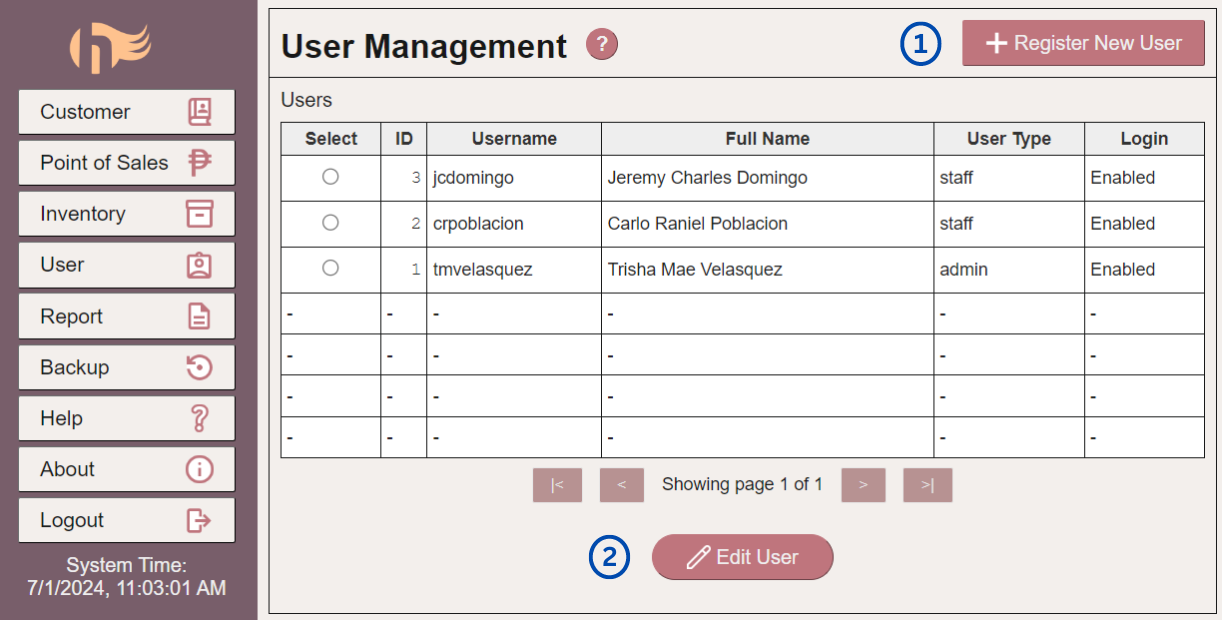 Customer
Point of Sales
Inventory
User
Report
Backup
Help
About
Logout
System Time:
7/1/2024, 11:03:01 AM
User Management ?
1
+ Register New User
Users
Select ID Username Full Name User Type Login
3 jcdomingo Jeremy Charles Domingo staff Enabled
2 crpoblacion Carlo Raniel Poblacion staff Enabled
1 tmvelasquez Trisha Mae Velasquez admin Enabled
- - - - - -
- - - - - -
- - - - - -
- - - - - -
|< < Showing page 1 of 1 > >|
2
Edit User